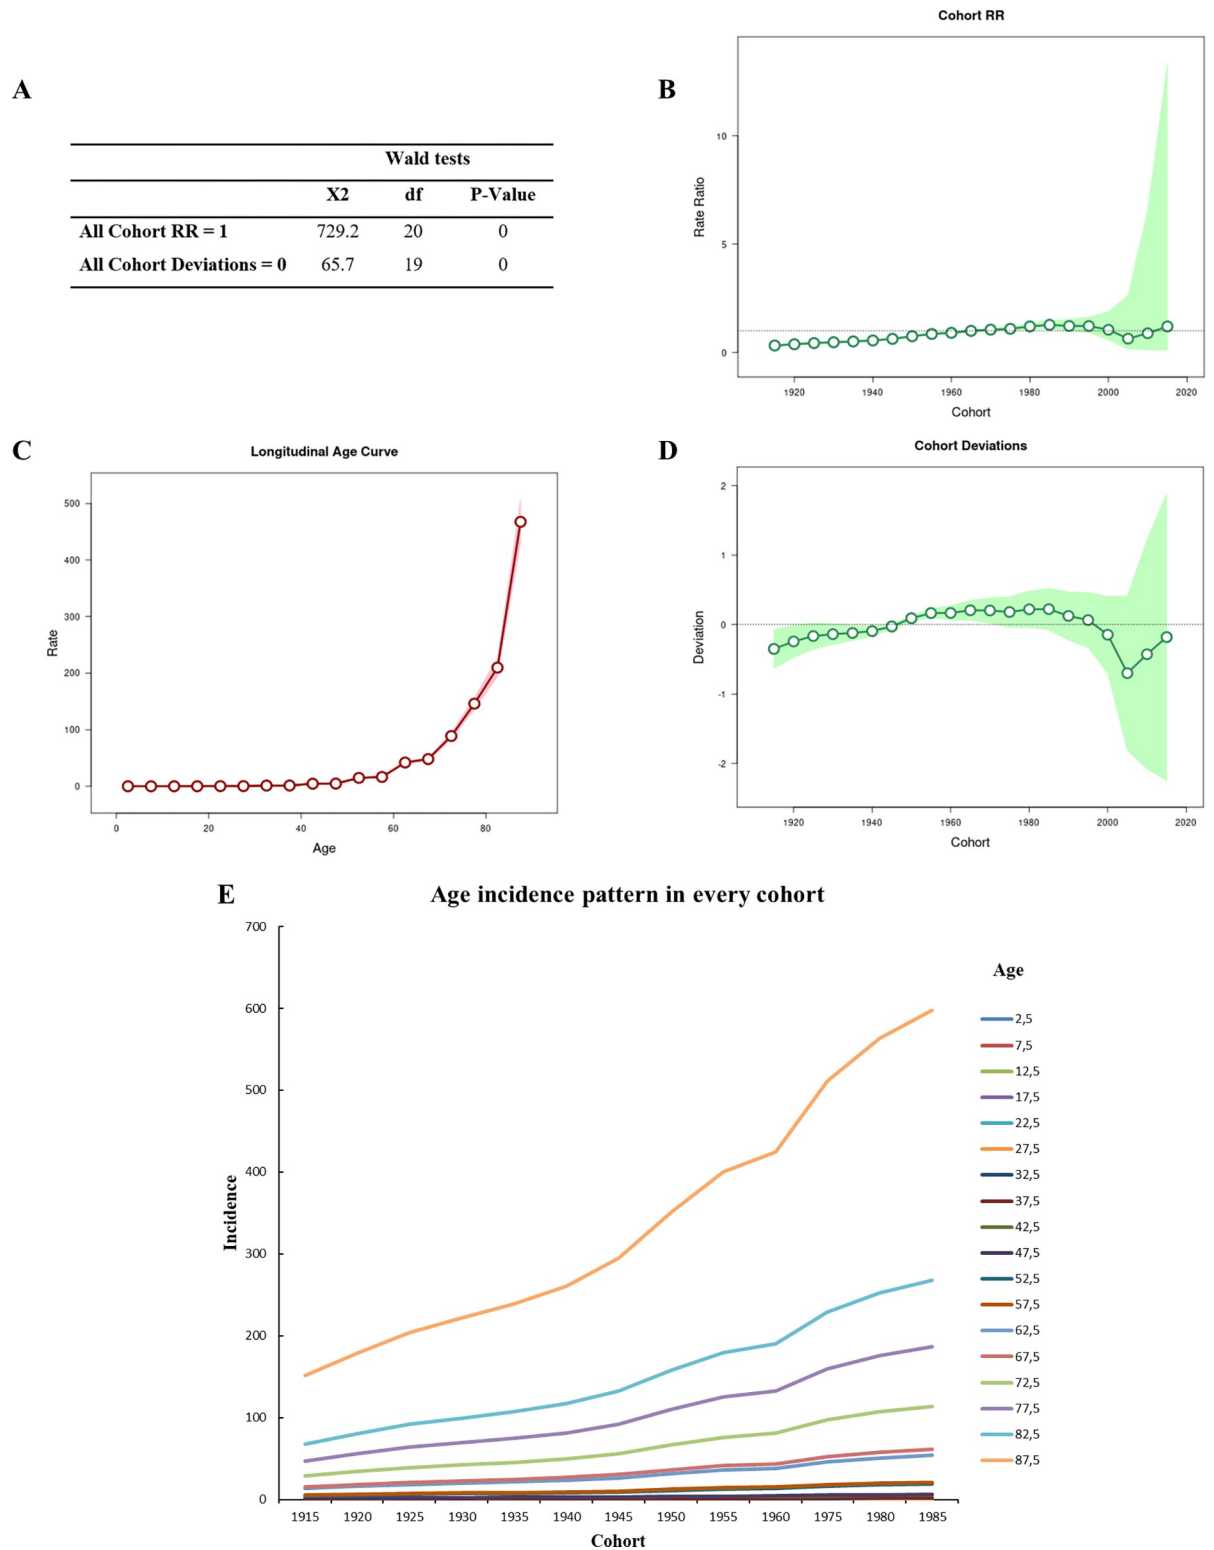 A
Wald tests
X2 df P-Value
All Cohort RR = 1 729.2 20 0
All Cohort Deviations = 0 65.7 19 0
B
Cohort RR
Rate Ratio
10
5
0
1920 1940 1960 1980 2000 2020
Cohort
C
Longitudinal Age Curve
Rate
500
400
300
200
100
0
0 20 40 60 80
Age
D
Cohort Deviations
Deviation
2
1
0
-1
-2
1920 1940 1960 1980 2000 2020
Cohort
E
Age incidence pattern in every cohort
Incidence
700
600
500
400
300
200
100
0
1915 1920 1925 1930 1935 1940 1945 1950 1955 1960 1975 1980 1985
Cohort
Age
2,5
7,5
12,5
17,5
22,5
27,5
32,5
37,5
42,5
47,5
52,5
57,5
62,5
67,5
72,5
77,5
82,5
87,5